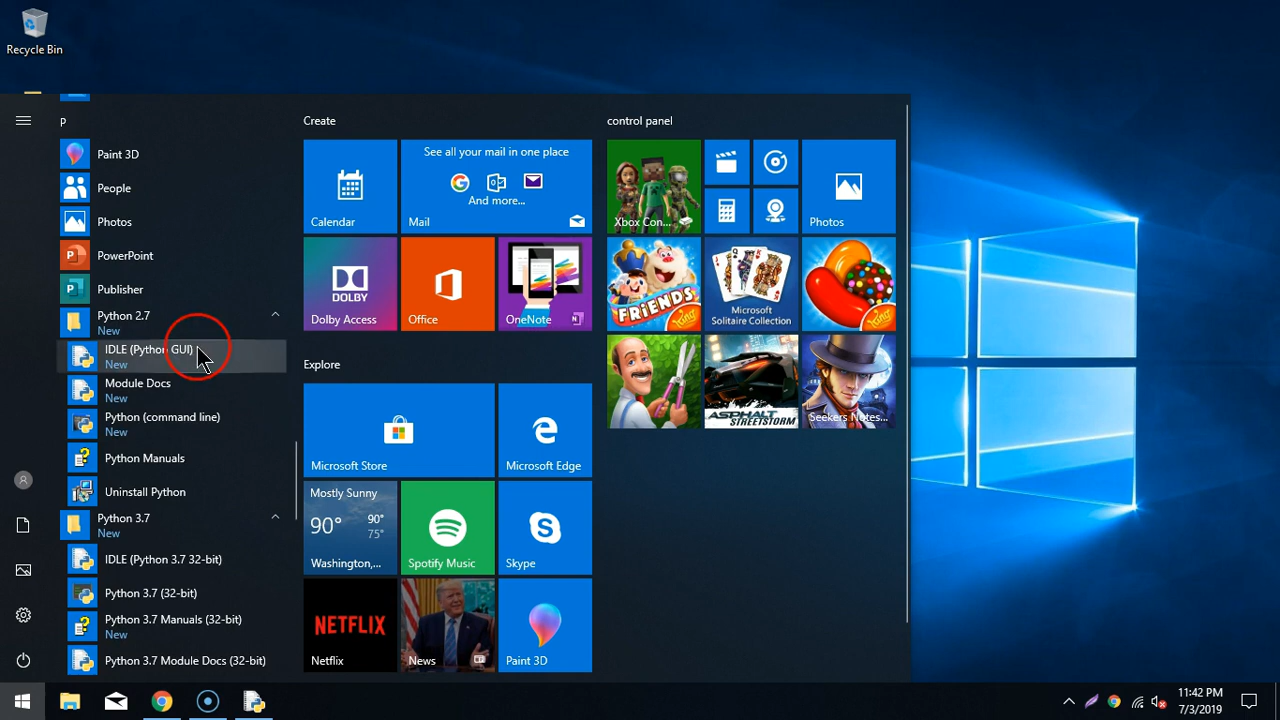 Recycle Bin
P
Paint 3D
People
Photos
PowerPoint
Publisher
Python 2.7
New
IDLE (Python GUI)
New
Module Docs
New
Python (command line)
New
Python Manuals
Uninstall Python
Python 3.7
New
IDLE (Python 3.7 32-bit)
Python 3.7 (32-bit)
Python 3.7 Manuals (32-bit)
New
Python 3.7 Module Docs (32-bit)
Create
Calendar
See all your mail in one place
And more...
Mail
DOLBY
Dolby Access
Office
OneNote
Explore
Microsoft Store
Microsoft Edge
Mostly Sunny
90°
90°
75°
Washington,...
Spotify Music
Skype
NETFLIX
Netflix
News
Paint 3D
control panel
Xbox Con...
Photos
FRIENDS
King
Microsoft
Solitaire Collection
King
ASPHALT
STREETSTORM
Seekers Notes...
11:42 PM
7/3/2019